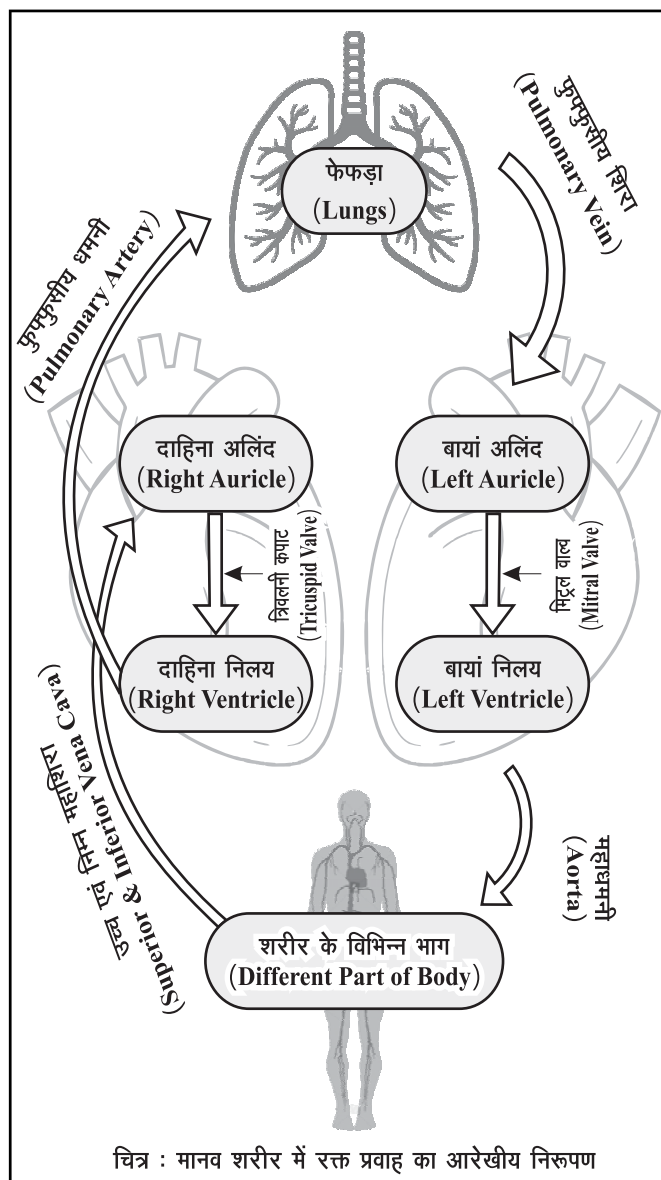 फेफड़ा
(Lungs)
फुफ्फुसीय शिरा
(Pulmonary Vein)
फुफ्फुसीय धमनी
(Pulmonary Artery)
दाहिना अलिंद
(Right Auricle)
बायां अलिंद
(Left Auricle)
त्रिवलनी कपाट
(Tricuspid Valve)
मिट्रल वाल्व
(Mitral Valve)
दाहिना निलय
(Right Ventricle)
बायां निलय
(Left Ventricle)
उच्च एवं निम्न महाशिरा
(Superior & Inferior Vena Cava)
महाधमनी
(Aorta)
शरीर के विभिन्न भाग
(Different Part of Body)
चित्र : मानव शरीर में रक्त प्रवाह का आरेखीय निरूपण